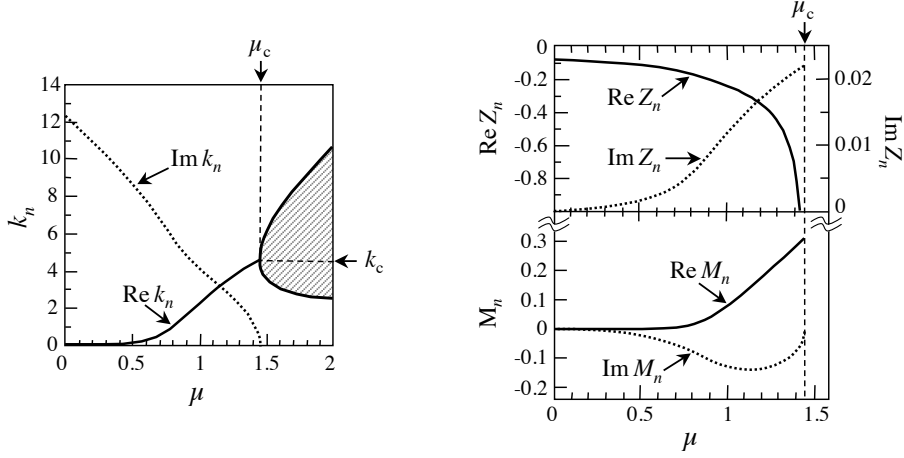 μc
14
12
10
8
6
4
2
0
kn
Im kn
Re kn
kc
0
0.5
1
1.5
2
μ
μc
0
-0.2
-0.4
-0.6
-0.8
Re Zn
Re Zn
Im Zn
0.02
0.01
0
Im Zn
0.3
0.2
0.1
0
-0.1
-0.2
Mn
Re Mn
Im Mn
0
0.5
1
1.5
μ